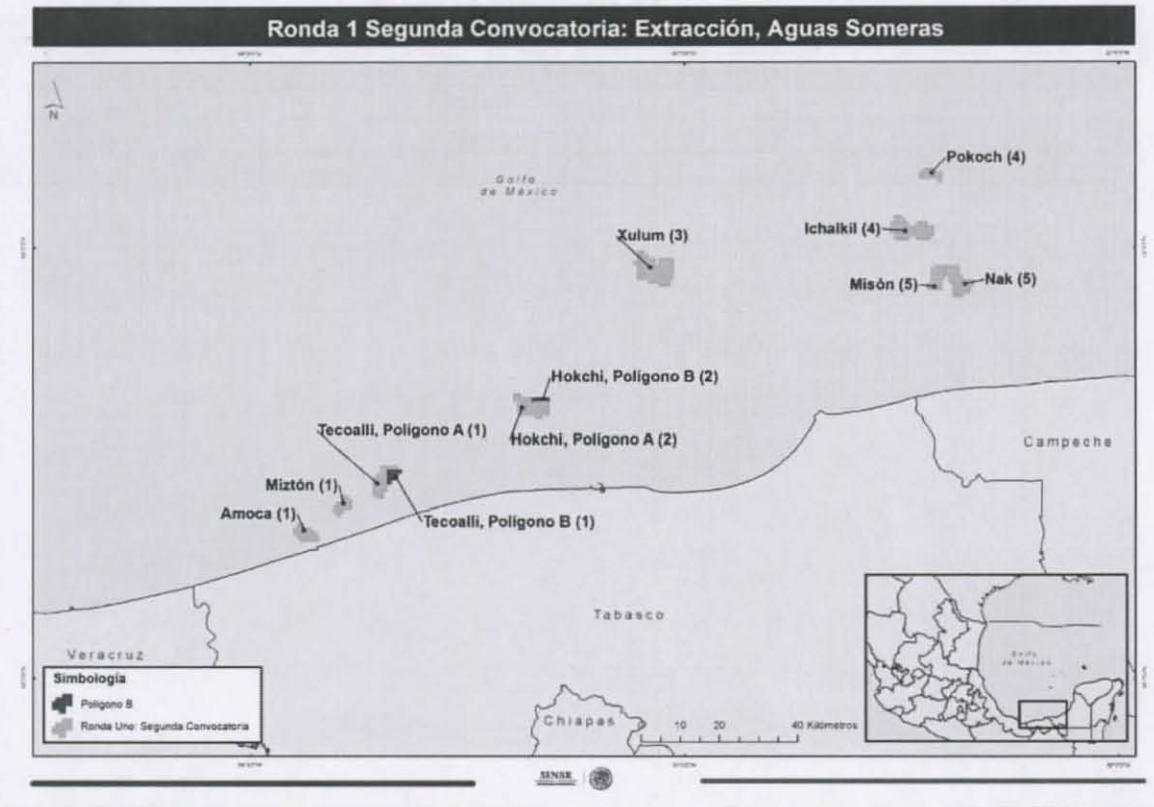 Ronda 1 Segunda Convocatoria: Extracción, Aguas Someras
N
Golfo
de México
Pokoch (4)
Ichalkil (4)
Xulum (3)
Misón (5)
Nak (5)
Hokchi, Polígono B (2)
Hokchi, Polígono A (2)
Tecoalli, Polígono A (1)
Miztón (1)
Amoca (1)
Tecoalli, Polígono B (1)
Campeche
Tabasco
Veracruz
Chiapas
Simbología
Polígono B
Ronda Uno: Segunda Convocatoria
10 20 40 Kilómetros
Golfo
de México
SENER